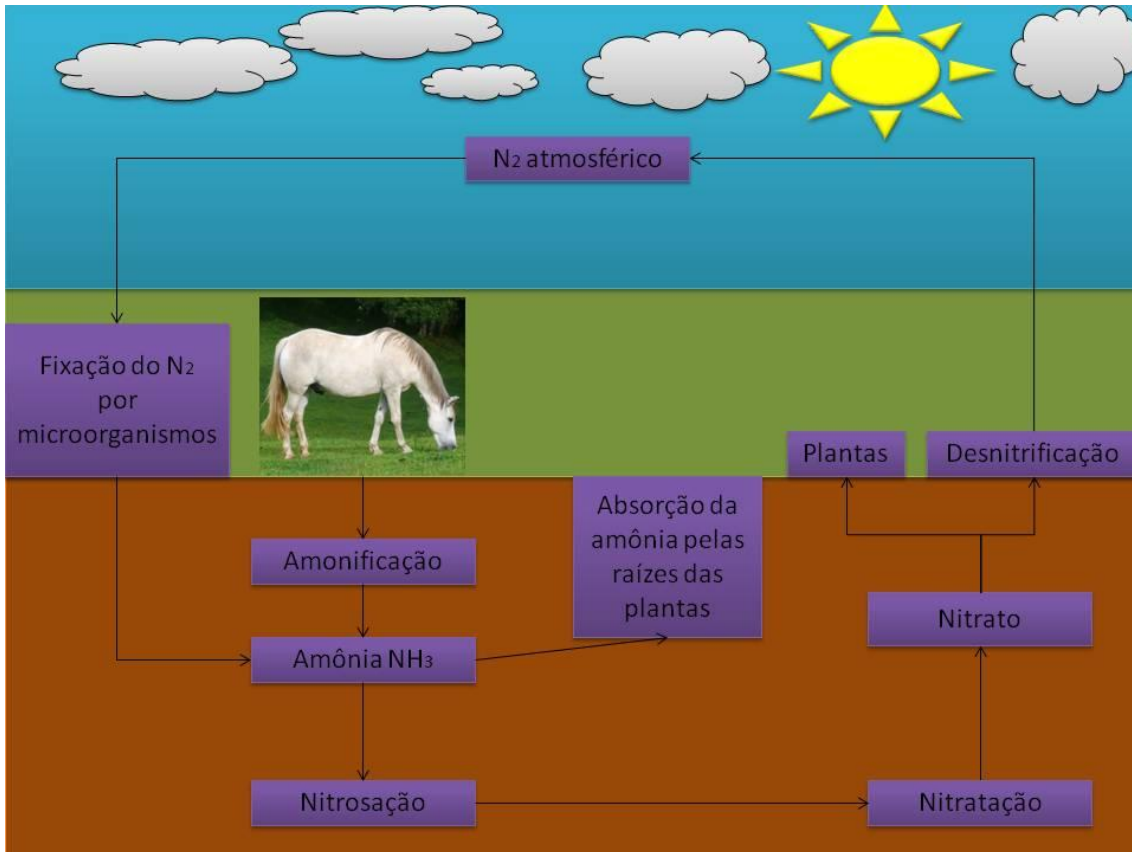 N₂ atmosférico
Fixação do N₂
por
microorganismos
Plantas
Desnitrificação
Absorção da
amônia pelas
raízes das
plantas
Amonificação
Nitrato
Amônia NH₃
Nitrosação
Nitratação